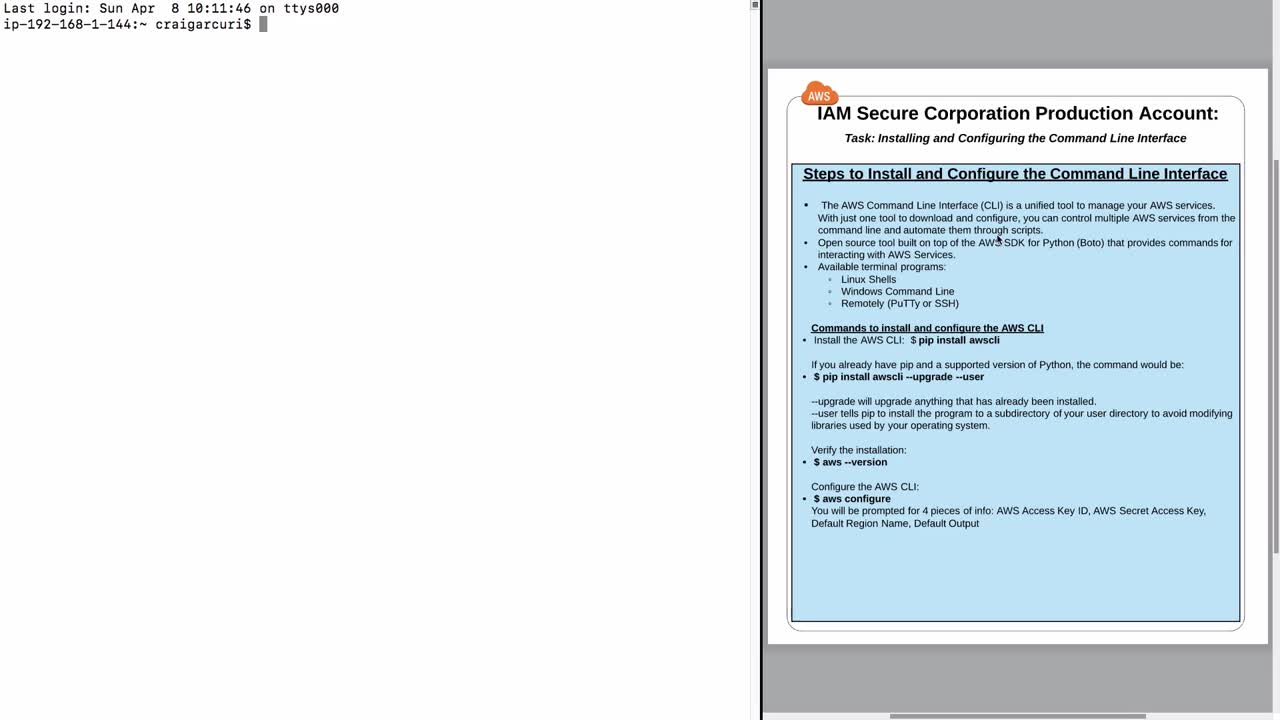 Last login: Sun Apr  8 10:11:46 on ttys000
ip-192-168-1-144:~ craigarcuri$
AWS
IAM Secure Corporation Production Account:
Task: Installing and Configuring the Command Line Interface
Steps to Install and Configure the Command Line Interface
• The AWS Command Line Interface (CLI) is a unified tool to manage your AWS services.
With just one tool to download and configure, you can control multiple AWS services from the
command line and automate them through scripts.
• Open source tool built on top of the AWS SDK for Python (Boto) that provides commands for
interacting with AWS Services.
• Available terminal programs:
◦ Linux Shells
◦ Windows Command Line
◦ Remotely (PuTTy or SSH)
Commands to install and configure the AWS CLI
• Install the AWS CLI:  $ pip install awscli
If you already have pip and a supported version of Python, the command would be:
• $ pip install awscli --upgrade --user
--upgrade will upgrade anything that has already been installed.
--user tells pip to install the program to a subdirectory of your user directory to avoid modifying
libraries used by your operating system.
Verify the installation:
• $ aws --version
Configure the AWS CLI:
• $ aws configure
You will be prompted for 4 pieces of info: AWS Access Key ID, AWS Secret Access Key,
Default Region Name, Default Output